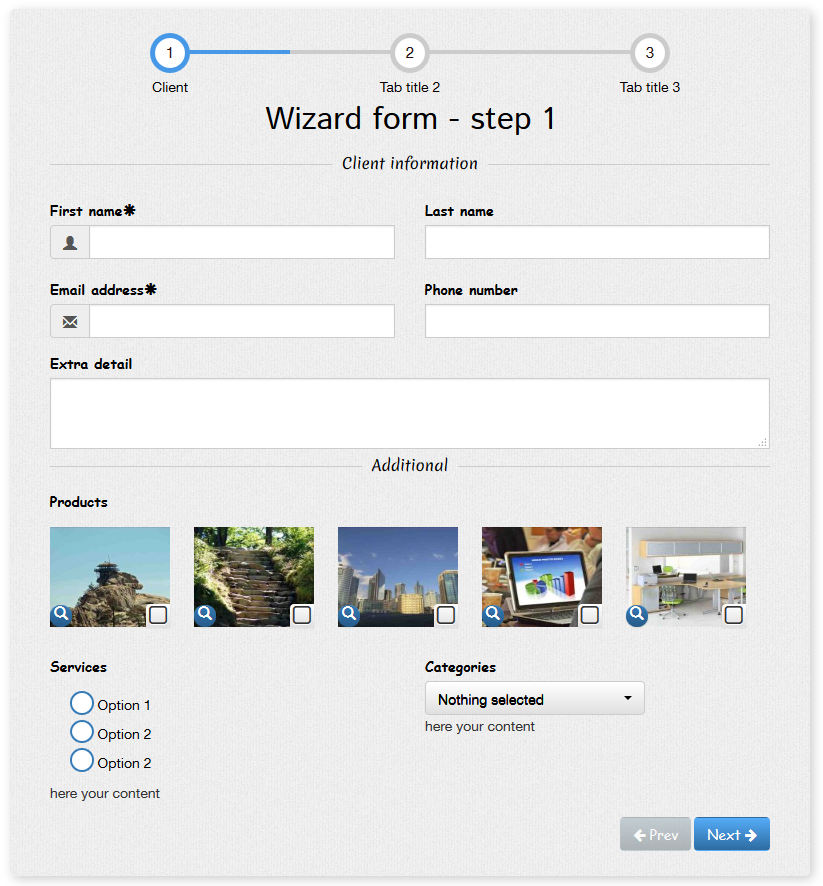 1 2 3
Client Tab title 2 Tab title 3
Wizard form - step 1
Client information
First name✱ Last name
Email address✱ Phone number
Extra detail
Additional
Products
Services Categories
Option 1 Nothing selected
here your content
Option 2
Option 2
here your content
Prev Next